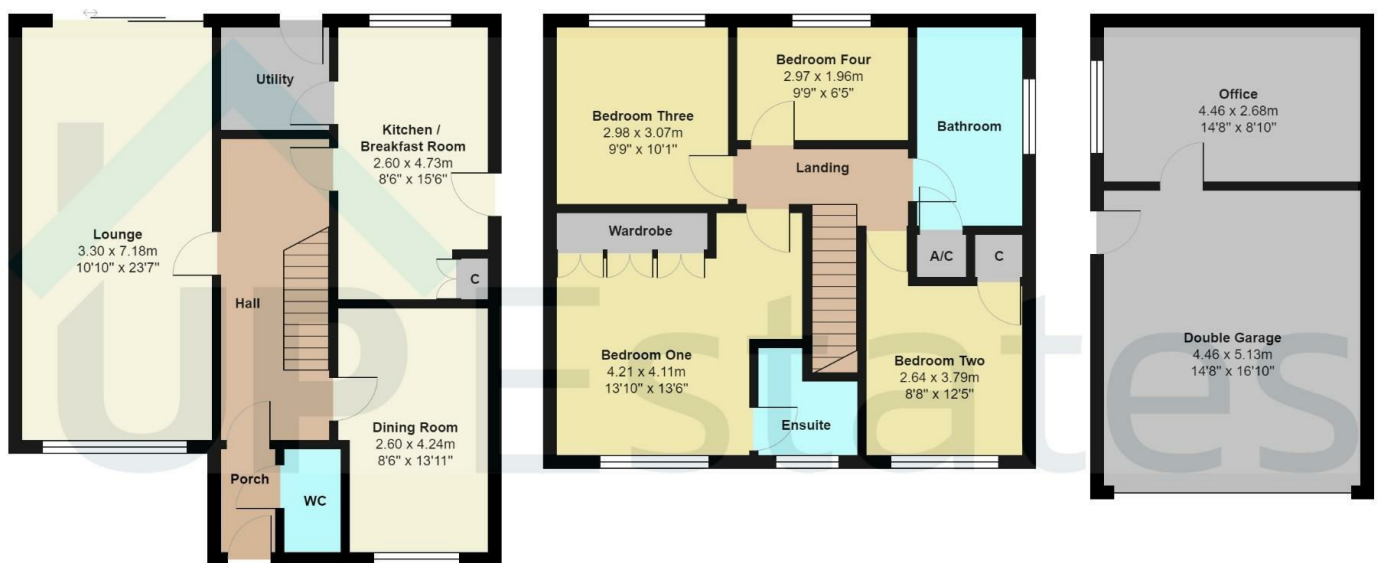 Lounge
3.30 x 7.18m
10'10" x 23'7"
Utility
Kitchen /
Breakfast Room
2.60 x 4.73m
8'6" x 15'6"
C
Hall
Dining Room
2.60 x 4.24m
8'6" x 13'11"
Porch
WC
Bedroom Three
2.98 x 3.07m
9'9" x 10'1"
Bedroom Four
2.97 x 1.96m
9'9" x 6'5"
Bathroom
Landing
Wardrobe
A/C
C
Bedroom One
4.21 x 4.11m
13'10" x 13'6"
Ensuite
Bedroom Two
2.64 x 3.79m
8'8" x 12'5"
Office
4.46 x 2.68m
14'8" x 8'10"
Double Garage
4.46 x 5.13m
14'8" x 16'10"
UP Estates